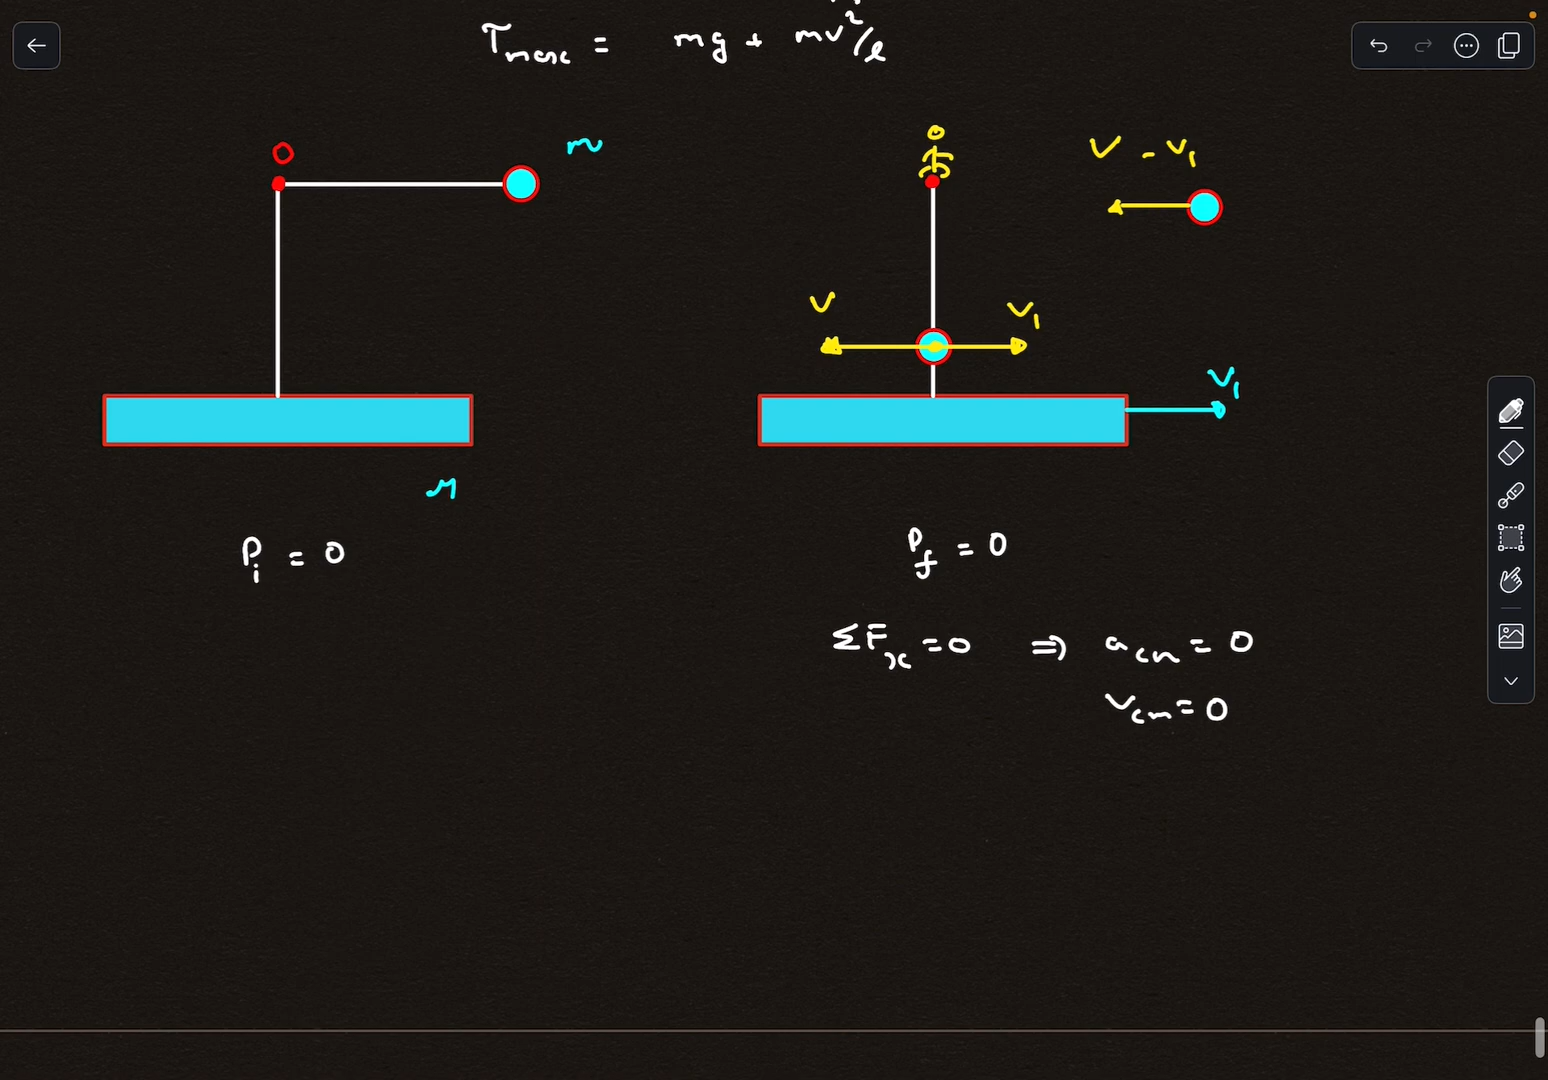 T_max = mg + mv²/l
O
m
O
V - V₁
V
V₁
V₁
M
P_i = 0
P_f = 0
ΣF_x = 0 ⇒ a_cm = 0
V_cm = 0